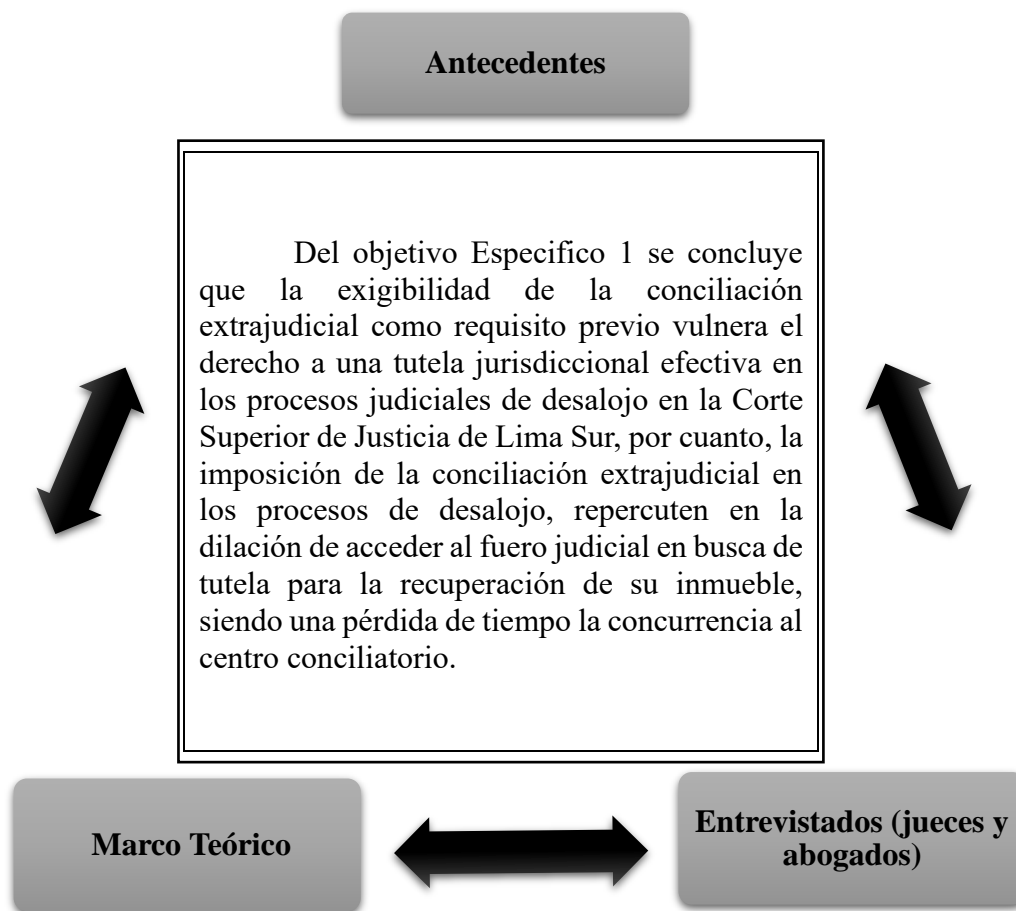 Antecedentes
Del objetivo Especifico 1 se concluye
que la exigibilidad de la conciliación
extrajudicial como requisito previo vulnera el
derecho a una tutela jurisdiccional efectiva en
los procesos judiciales de desalojo en la Corte
Superior de Justicia de Lima Sur, por cuanto, la
imposición de la conciliación extrajudicial en
los procesos de desalojo, repercuten en la
dilación de acceder al fuero judicial en busca de
tutela para la recuperación de su inmueble,
siendo una pérdida de tiempo la concurrencia al
centro conciliatorio.
Marco Teórico
Entrevistados (jueces y
abogados)